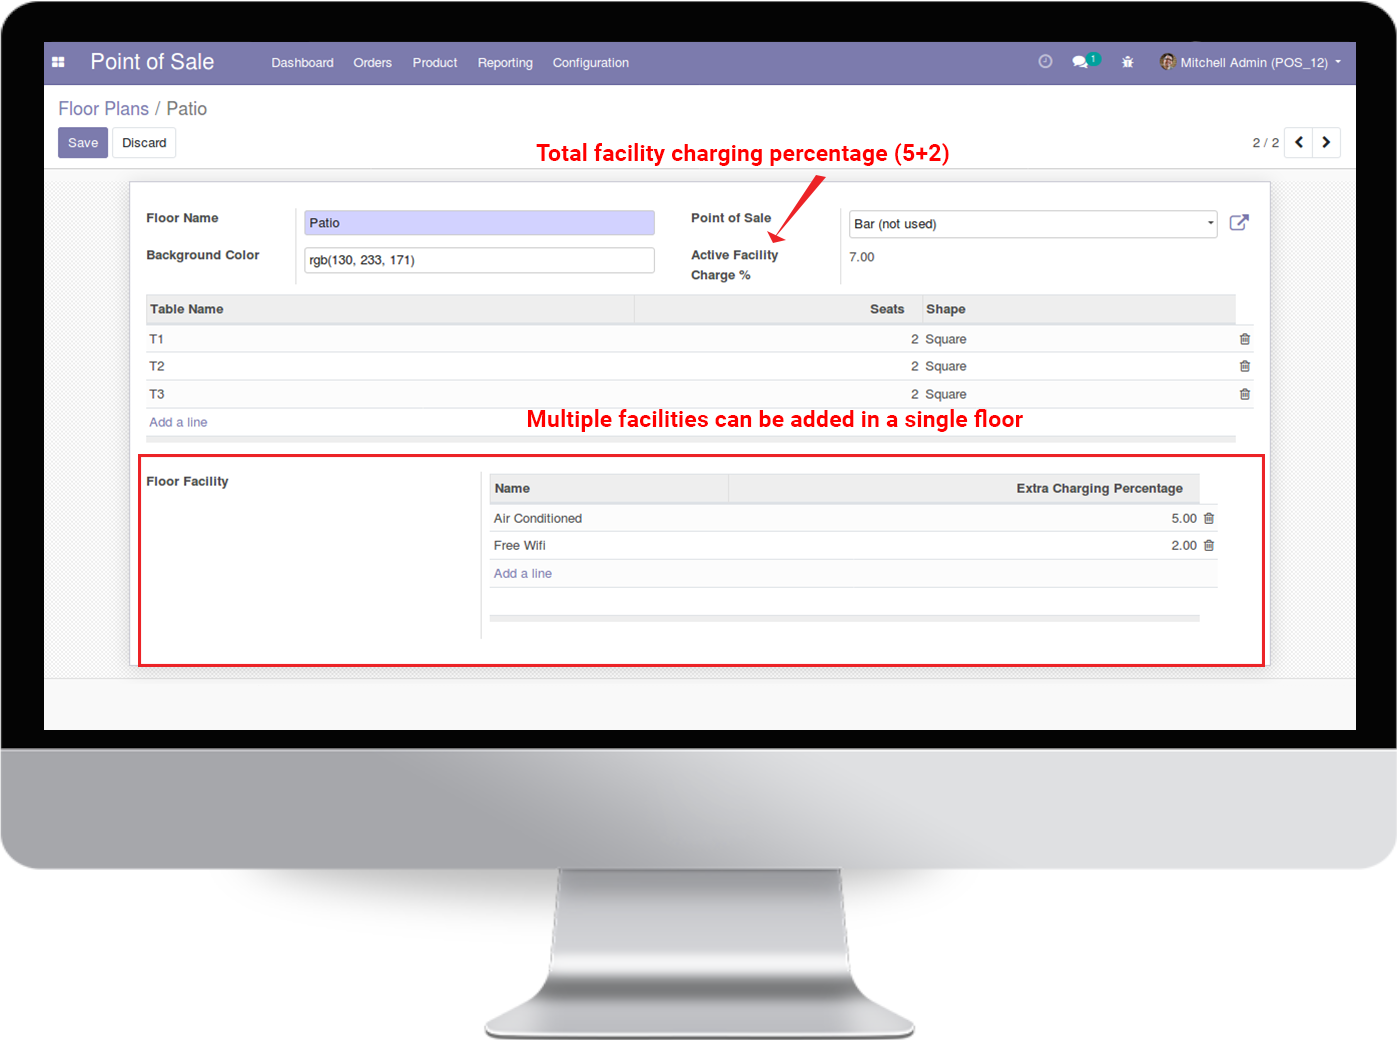 Point of Sale Dashboard Orders Product Reporting Configuration 1 Mitchell Admin (POS_12)
Floor Plans / Patio
Save Discard 2 / 2
Total facility charging percentage (5+2)
Floor Name Patio Point of Sale Bar (not used)
Background Color rgb(130, 233, 171) Active Facility 7.00
Charge %
Table Name Seats Shape
T1 2 Square
T2 2 Square
T3 2 Square
Multiple facilities can be added in a single floor
Add a line
Floor Facility Name Extra Charging Percentage
Air Conditioned 5.00
Free Wifi 2.00
Add a line